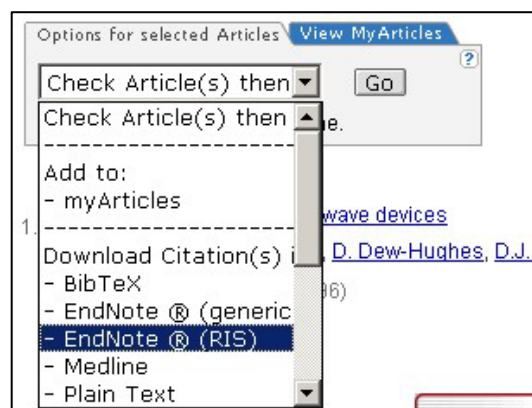 Options for selected Articles View MyArticles
?
Check Article(s) then Go
Check Article(s) then
------------------------
e.
Add to:
- myArticles
------------------------
1. wave devices
Download Citation(s) i , D. Dew-Hughes, D.J.
- BibTeX 96)
- EndNote ® (generic
- EndNote ® (RIS)
- Medline
- Plain Text